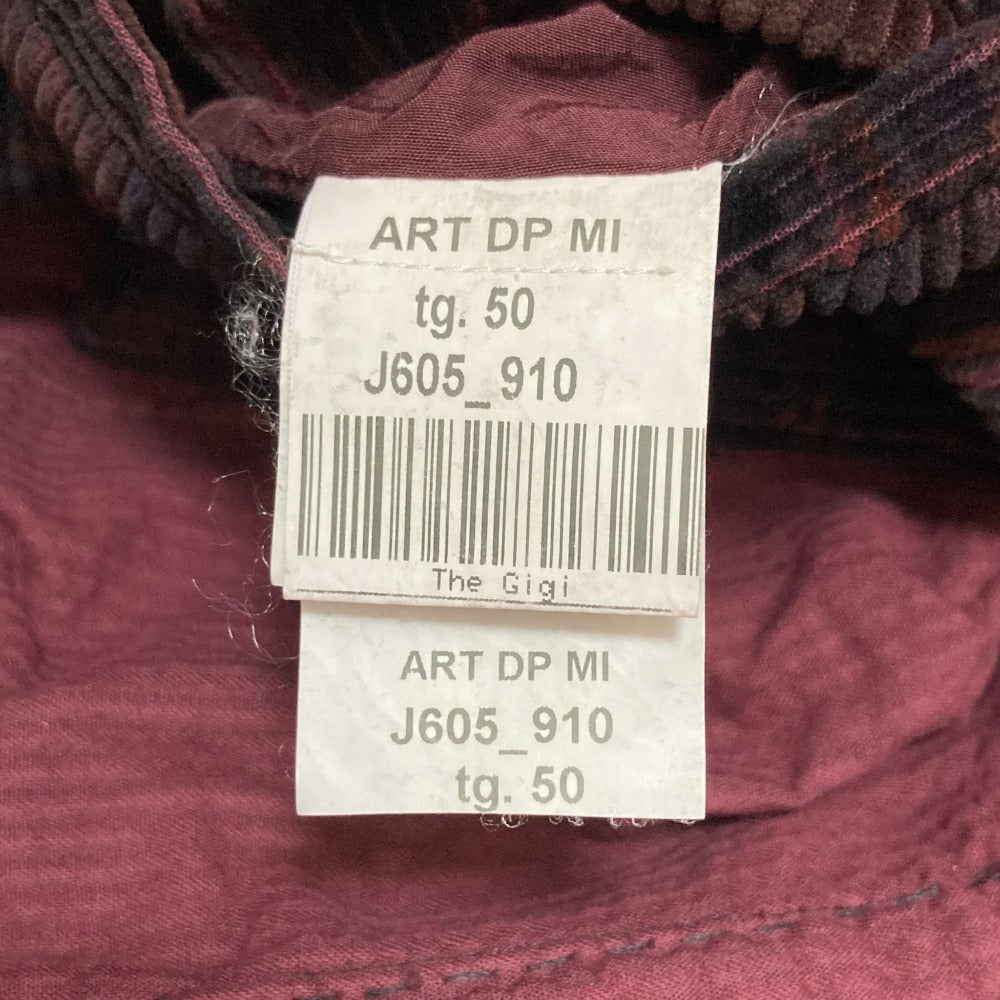 ART DP MI
tg. 50
J605_910
The Gigi
ART DP MI
J605_910
tg. 50